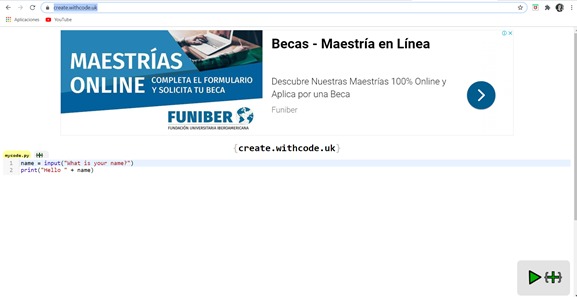 create.withcode.uk
Aplicaciones YouTube
MAESTRÍAS
ONLINE
COMPLETA EL FORMULARIO
Y SOLICITA TU BECA
FUNIBER
FUNDACIÓN UNIVERSITARIA IBEROAMERICANA
Becas - Maestría en Línea
Descubre Nuestras Maestrías 100% Online y
Aplica por una Beca
Funiber
{create.withcode.uk}
mycode.py
1 name = input("What is your name?")
2 print("Hello " + name)